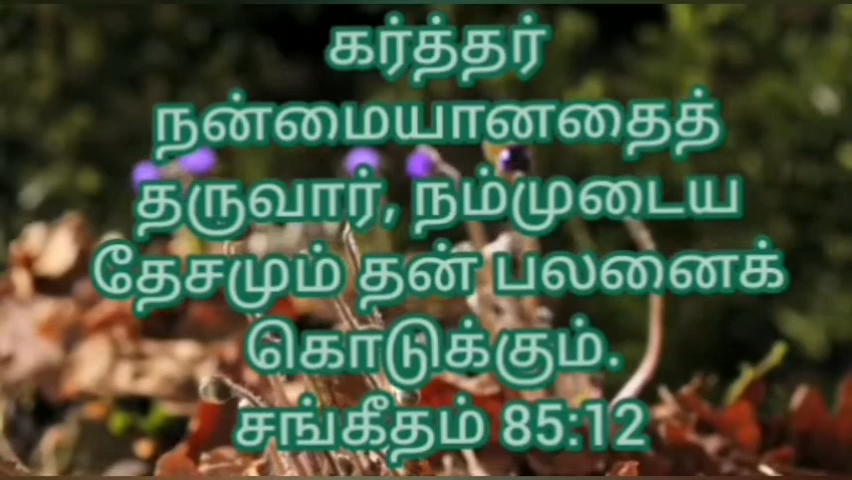 கர்த்தர்
நன்மையானதைத்
தருவார், நம்முடைய
தேசமும் தன் பலனைக்
கொடுக்கும்.
சங்கீதம் 85:12